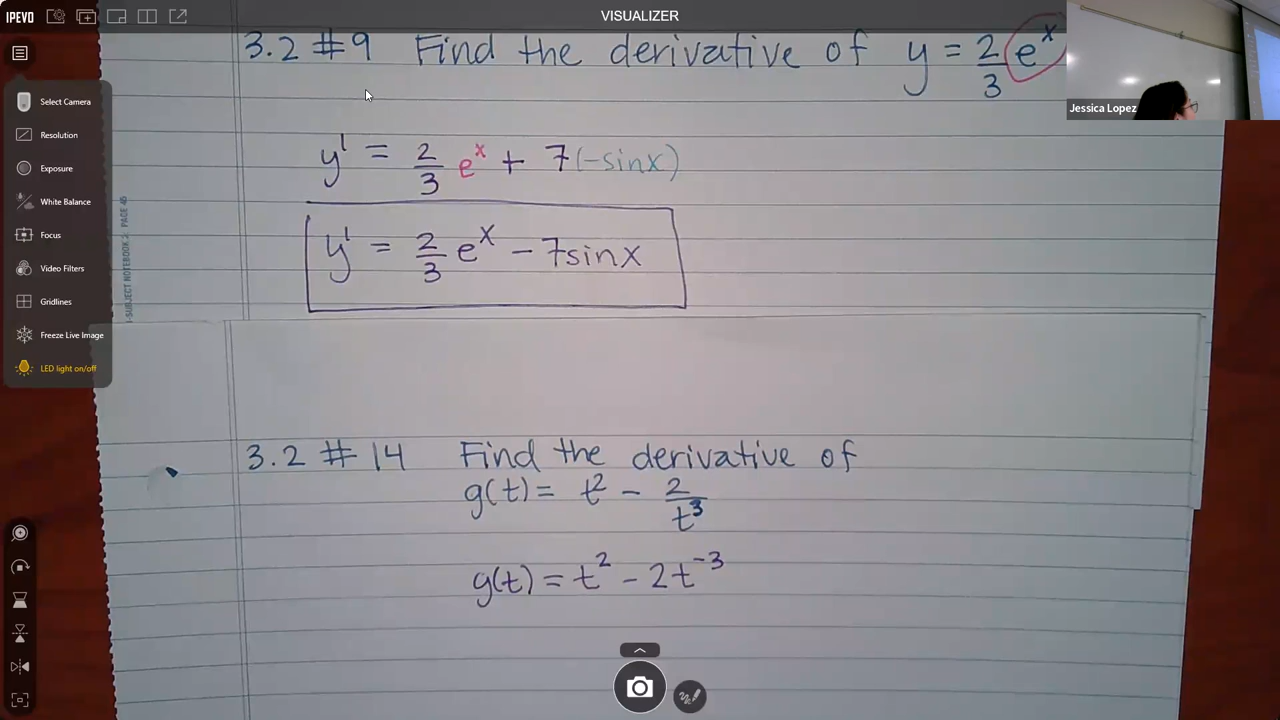 IPEVO
VISUALIZER
Select Camera
Resolution
Exposure
White Balance
Focus
Video Filters
Gridlines
Freeze Live Image
LED light on/off
Jessica Lopez
3.2 #9 Find the derivative of y = 2/3 e^x
y' = 2/3 e^x + 7(-sinx)
y' = 2/3 e^x - 7sinx
3.2 #14 Find the derivative of
g(t) = t^2 - 2/t^3
g(t) = t^2 - 2t^-3